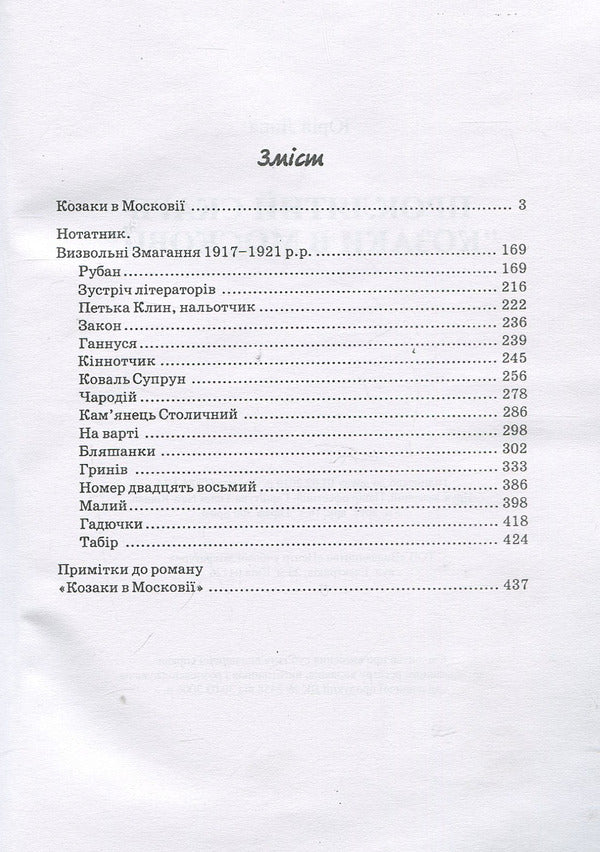 Зміст
Козаки в Московії ........ 3
Нотатник.
Визвольні Змагання 1917–1921 р.р. ........ 169
Рубан ........ 169
Зустріч літераторів ........ 216
Петька Клин, нальотчик ........ 222
Закон ........ 236
Ганнуся ........ 239
Кіннотчик ........ 245
Коваль Супрун ........ 256
Чародій ........ 278
Кам’янець Столичний ........ 286
На варті ........ 298
Бляшанки ........ 302
Гринів ........ 333
Номер двадцять восьмий ........ 386
Малий ........ 398
Гадючки ........ 418
Табір ........ 424
Примітки до роману
«Козаки в Московії» ........ 437